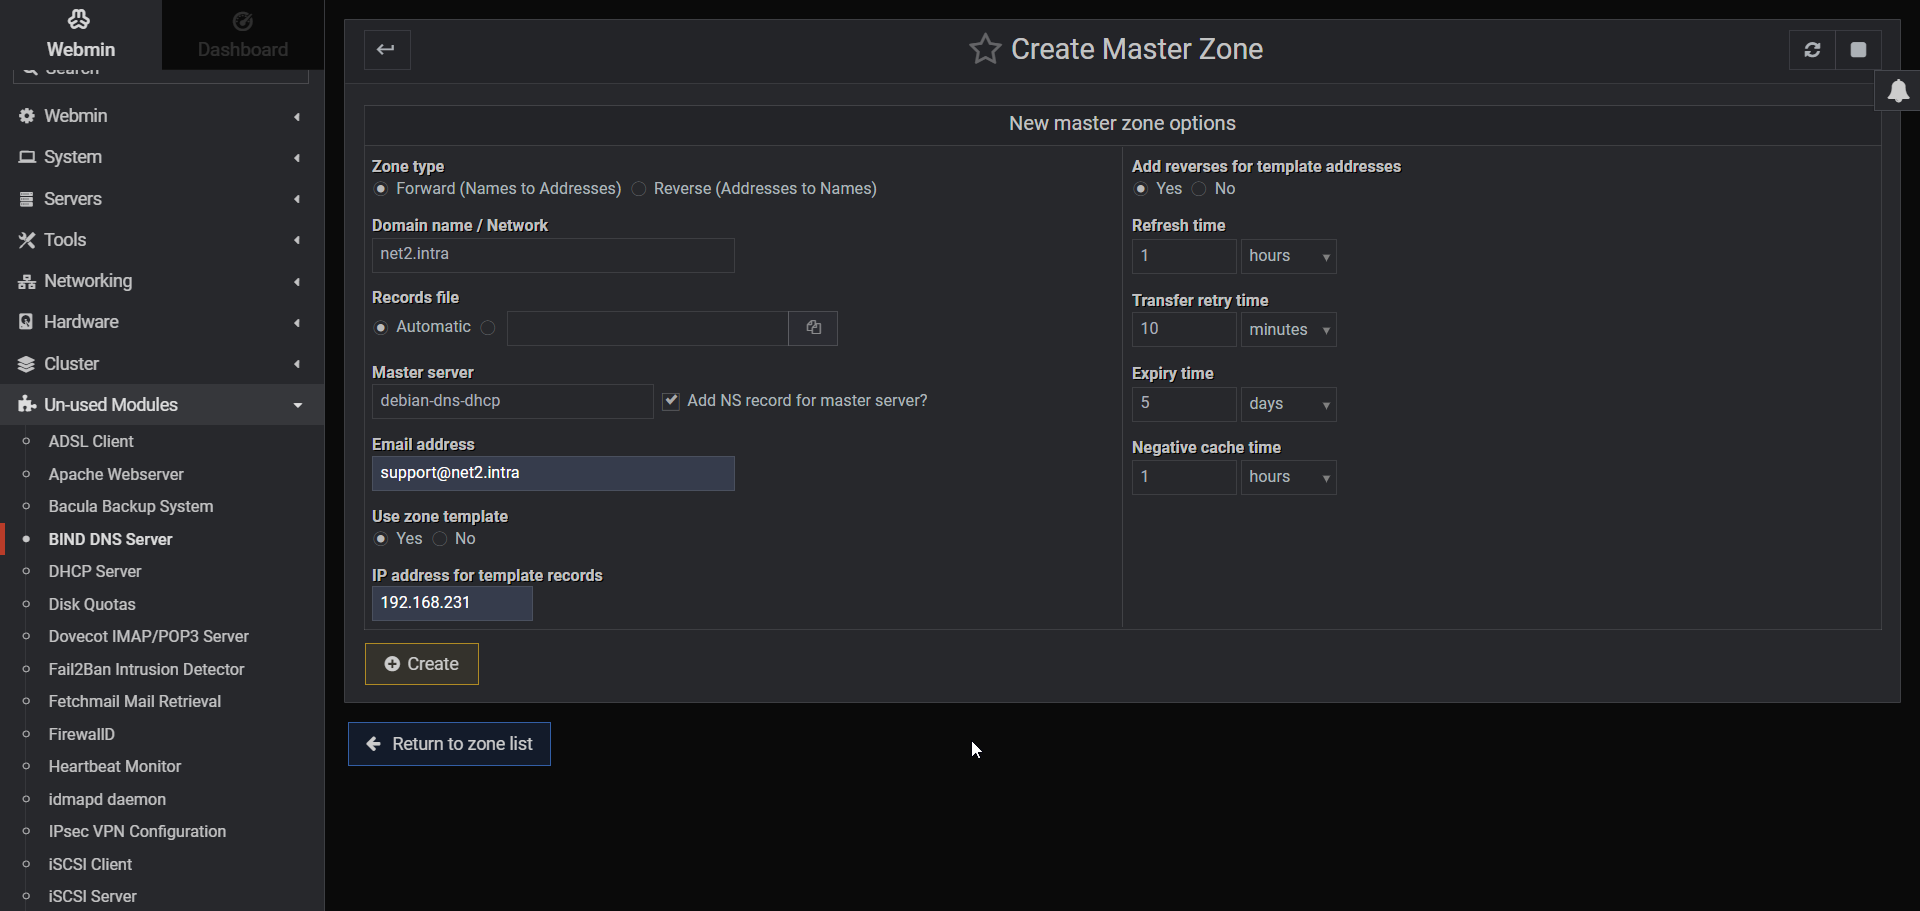 Webmin
Dashboard
Search
Webmin
System
Servers
Tools
Networking
Hardware
Cluster
Un-used Modules
ADSL Client
Apache Webserver
Bacula Backup System
BIND DNS Server
DHCP Server
Disk Quotas
Dovecot IMAP/POP3 Server
Fail2Ban Intrusion Detector
Fetchmail Mail Retrieval
FirewallD
Heartbeat Monitor
idmapd daemon
IPsec VPN Configuration
iSCSI Client
iSCSI Server
Create Master Zone
New master zone options
Zone type
Forward (Names to Addresses) Reverse (Addresses to Names)
Domain name / Network
net2.intra
Records file
Automatic
Master server
debian-dns-dhcp Add NS record for master server?
Email address
support@net2.intra
Use zone template
Yes No
IP address for template records
192.168.231
Add reverses for template addresses
Yes No
Refresh time
1 hours
Transfer retry time
10 minutes
Expiry time
5 days
Negative cache time
1 hours
Create
Return to zone list